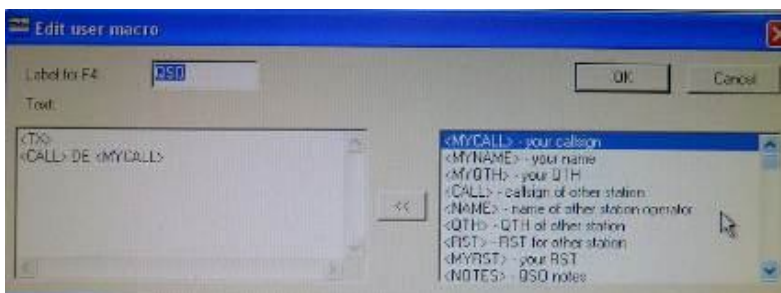 Edit user macro
Label for F4: QSO
OK
Cancel
Text:
<TX>
<CALL> DE <MYCALL>
<<
<MYCALL> - your callsign
<MYNAME> - your name
<MYQTH> - your QTH
<CALL> - callsign of other station
<NAME> - name of other station operator
<QTH> - QTH of other station
<RST> - RST for other station
<MYRST> - your RST
<NOTES> - QSO notes